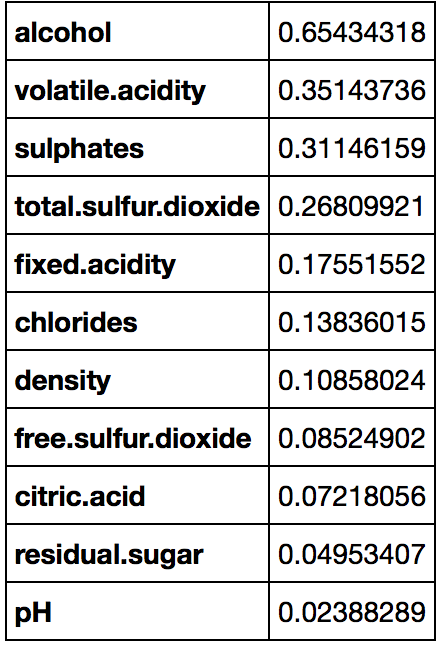 alcohol 0.65434318
volatile.acidity 0.35143736
sulphates 0.31146159
total.sulfur.dioxide 0.26809921
fixed.acidity 0.17551552
chlorides 0.13836015
density 0.10858024
free.sulfur.dioxide 0.08524902
citric.acid 0.07218056
residual.sugar 0.04953407
pH 0.02388289